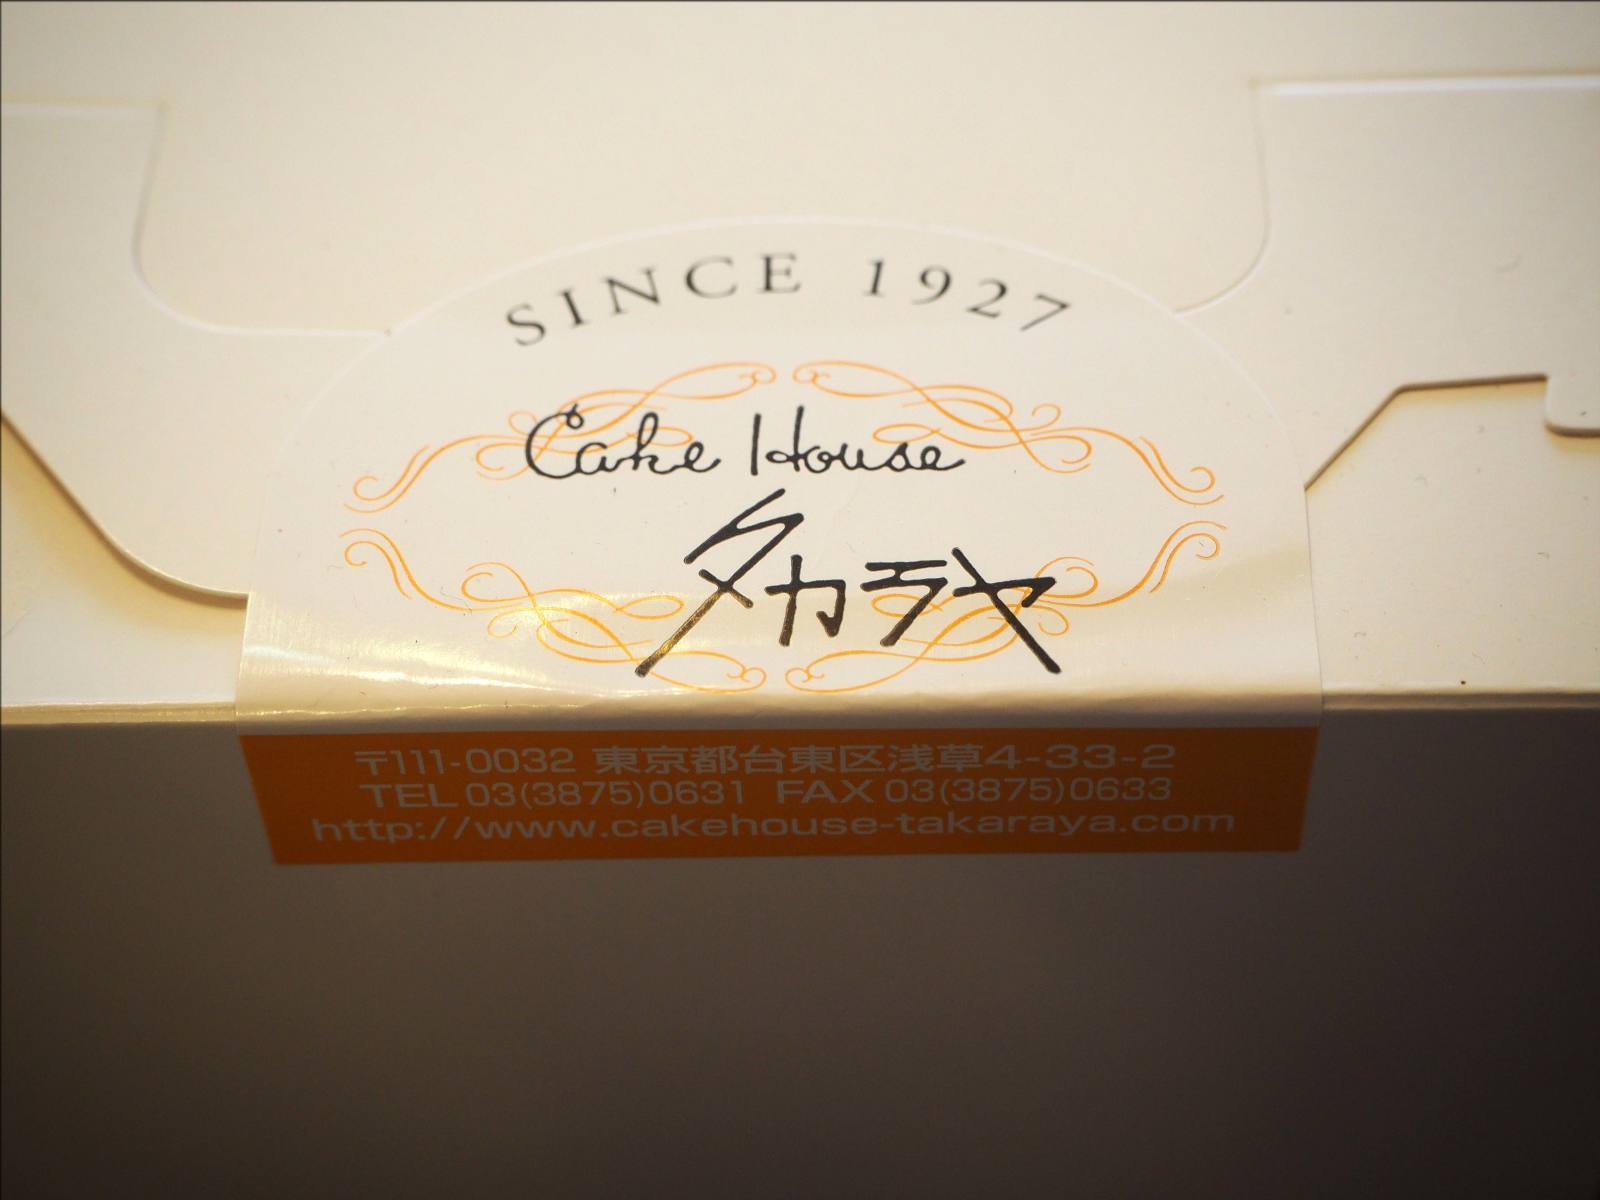 SINCE 1927
Cake House
タカラヤ
〒111-0032 東京都台東区浅草4-33-2
TEL 03(3875)0631 FAX 03(3875)0633
http://www.cakehouse-takaraya.com